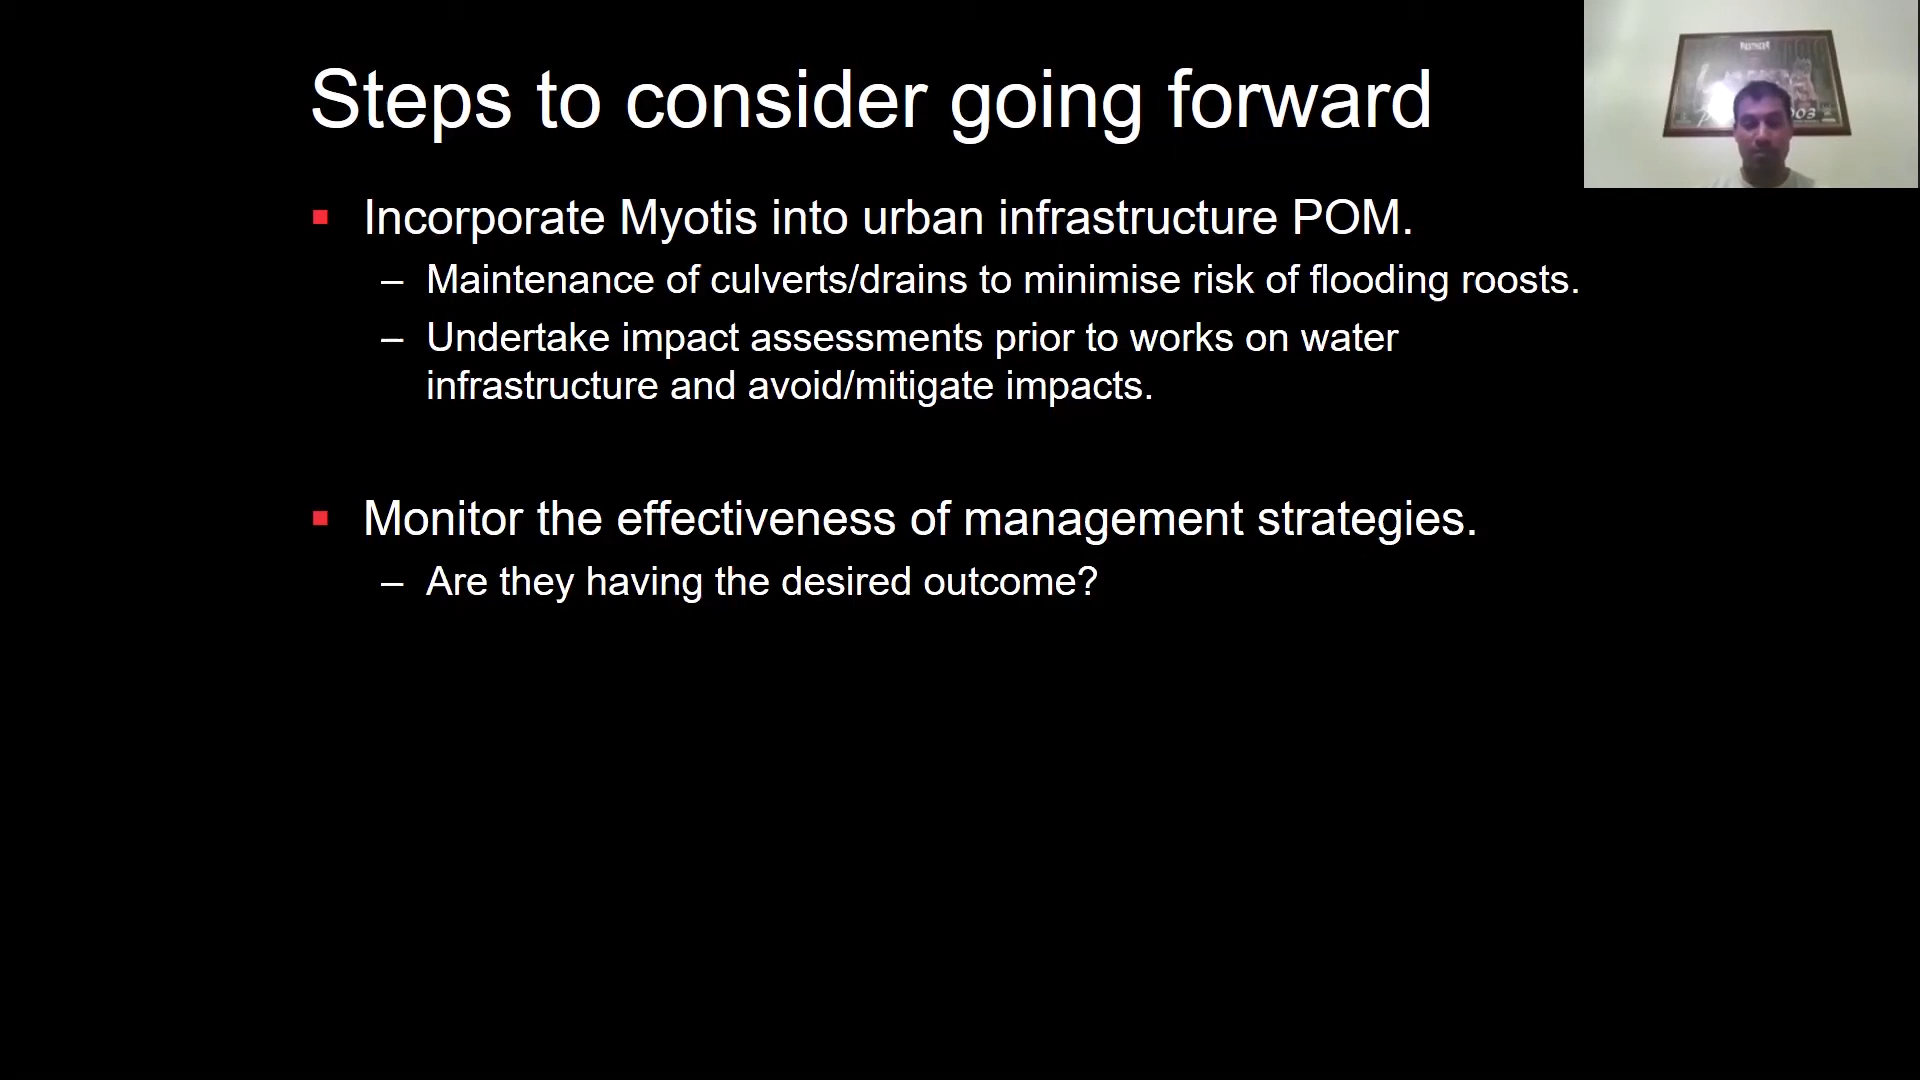 Steps to consider going forward
▪ Incorporate Myotis into urban infrastructure POM.
– Maintenance of culverts/drains to minimise risk of flooding roosts.
– Undertake impact assessments prior to works on water
infrastructure and avoid/mitigate impacts.
▪ Monitor the effectiveness of management strategies.
– Are they having the desired outcome?